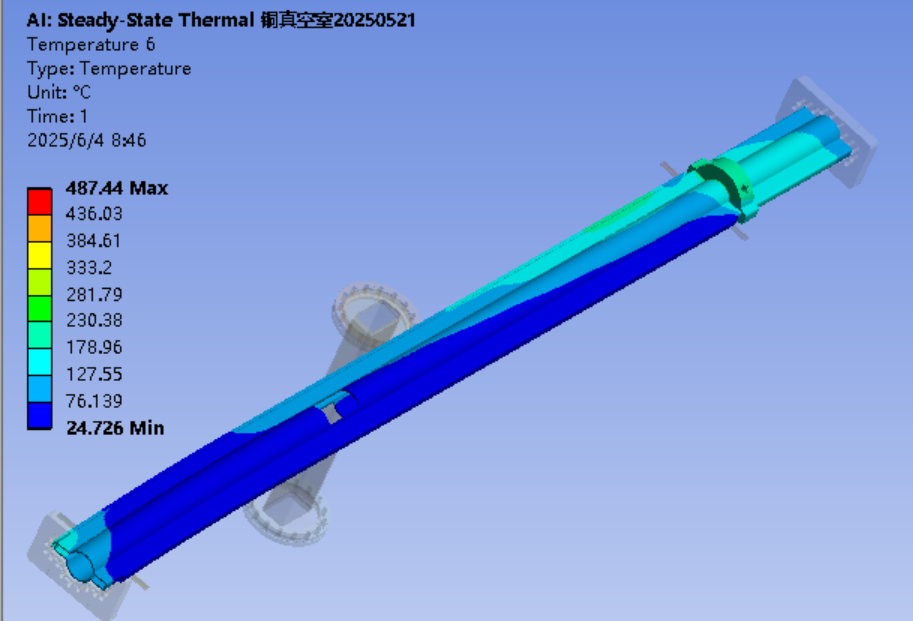 AI: Steady-State Thermal 铜真空室20250521
Temperature 6
Type: Temperature
Unit: °C
Time: 1
2025/6/4 8:46
487.44 Max
436.03
384.61
333.2
281.79
230.38
178.96
127.55
76.139
24.726 Min